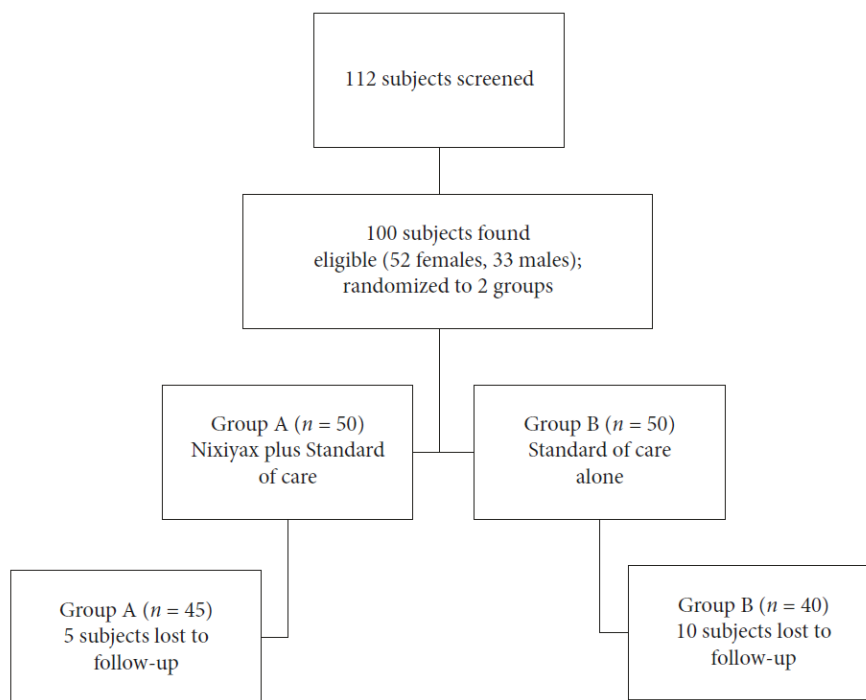 112 subjects screened
100 subjects found
eligible (52 females, 33 males);
randomized to 2 groups
Group A (n = 50)
Nixiyax plus Standard
of care
Group B (n = 50)
Standard of care
alone
Group A (n = 45)
5 subjects lost to
follow-up
Group B (n = 40)
10 subjects lost to
follow-up